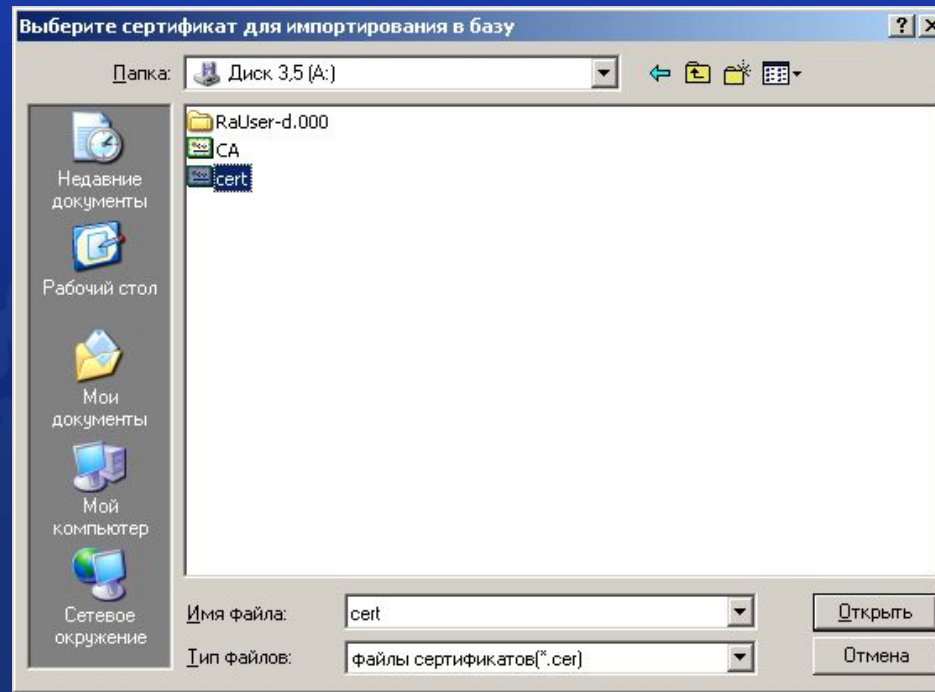 Выберите сертификат для импортирования в базу
Папка:
Диск 3,5 (A:)
RaUser-d.000
CA
cert
Недавние
документы
Рабочий стол
Мои
документы
Мой
компьютер
Сетевое
окружение
Имя файла:
cert
Открыть
Тип файлов:
файлы сертификатов(*.cer)
Отмена